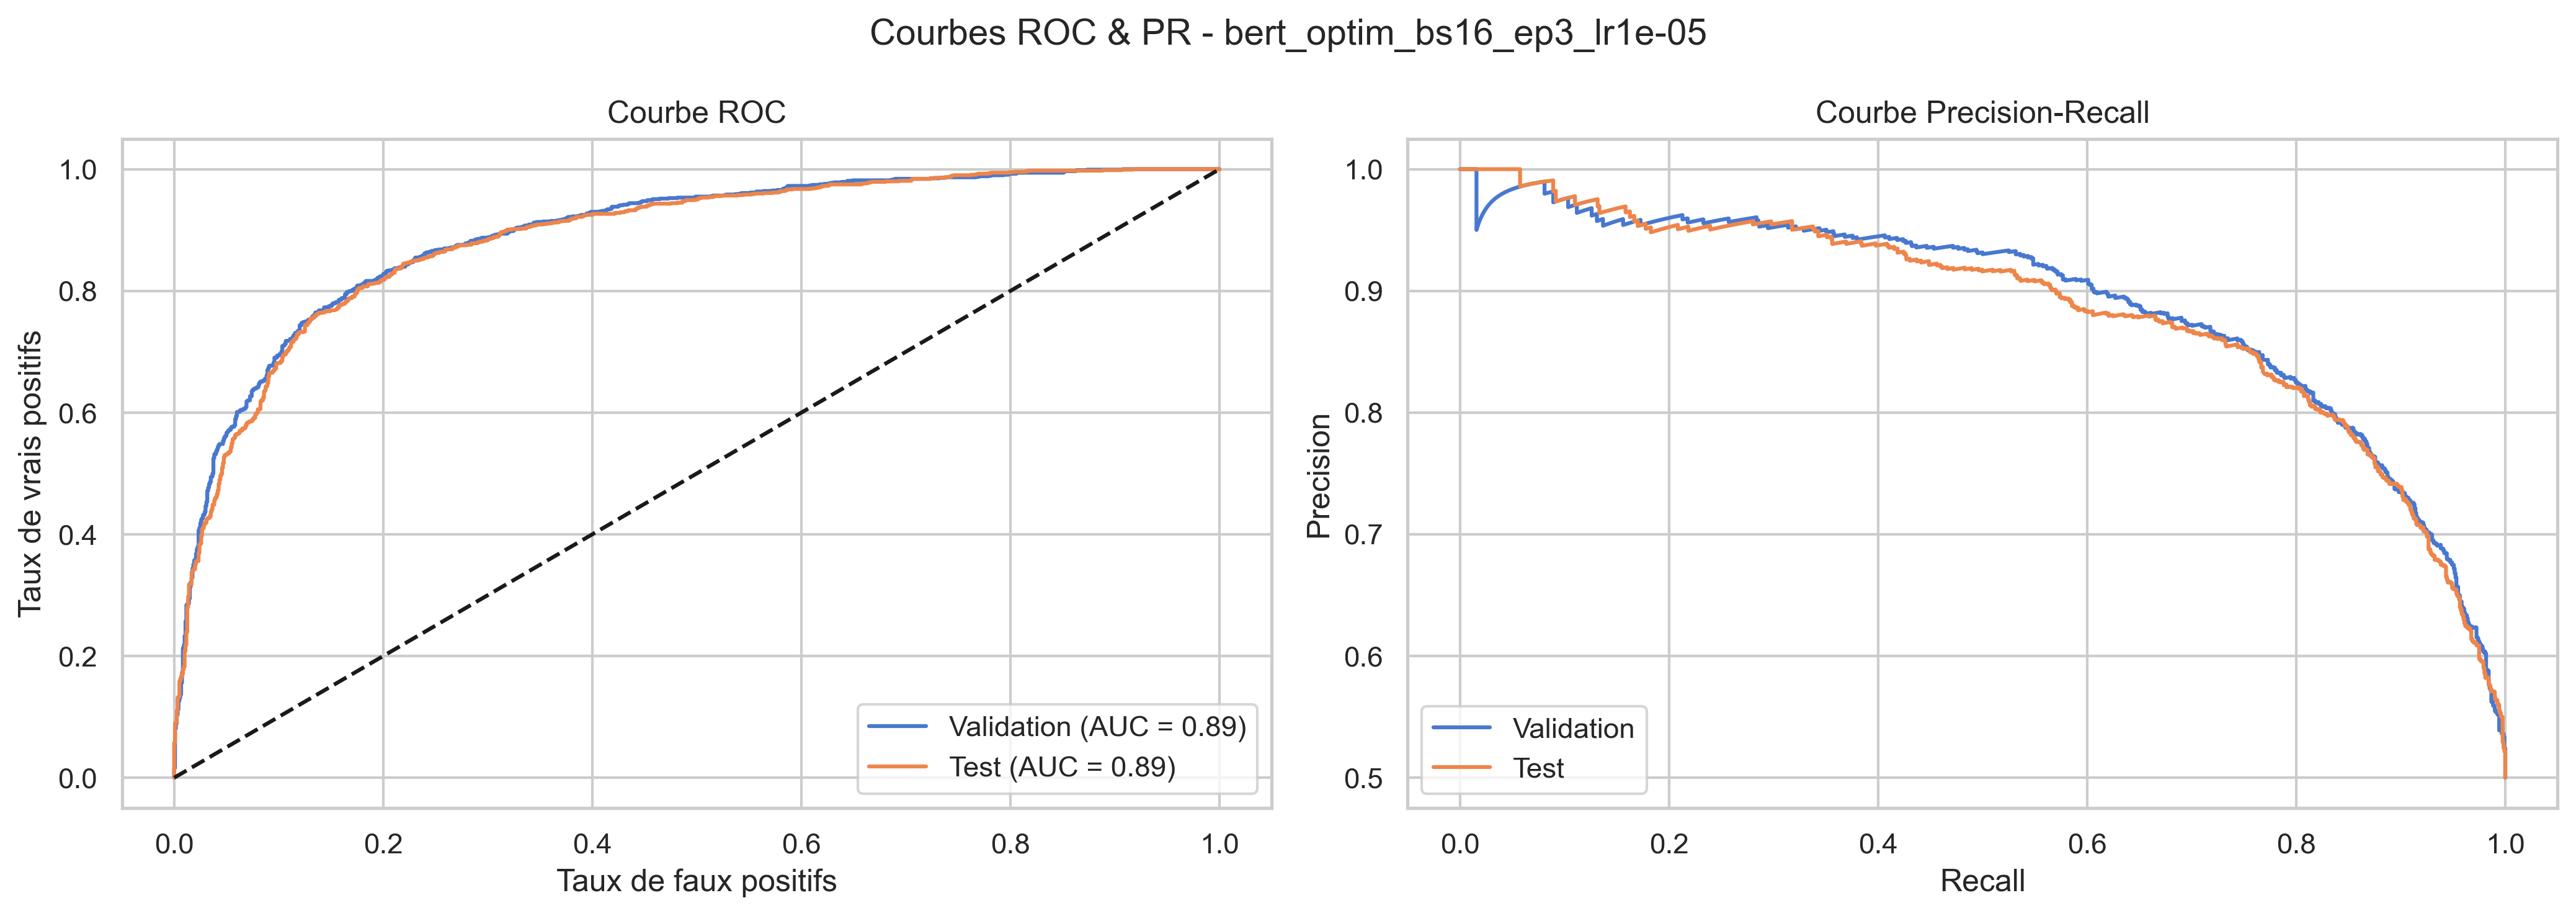 Courbes ROC & PR - bert_optim_bs16_ep3_lr1e-05
Courbe ROC
1.0
0.8
0.6
0.4
0.2
0.0
Taux de vrais positifs
0.0 0.2 0.4 0.6 0.8 1.0
Taux de faux positifs
Validation (AUC = 0.89)
Test (AUC = 0.89)
Courbe Precision-Recall
1.0
0.9
0.8
0.7
0.6
0.5
Precision
0.0 0.2 0.4 0.6 0.8 1.0
Recall
Validation
Test